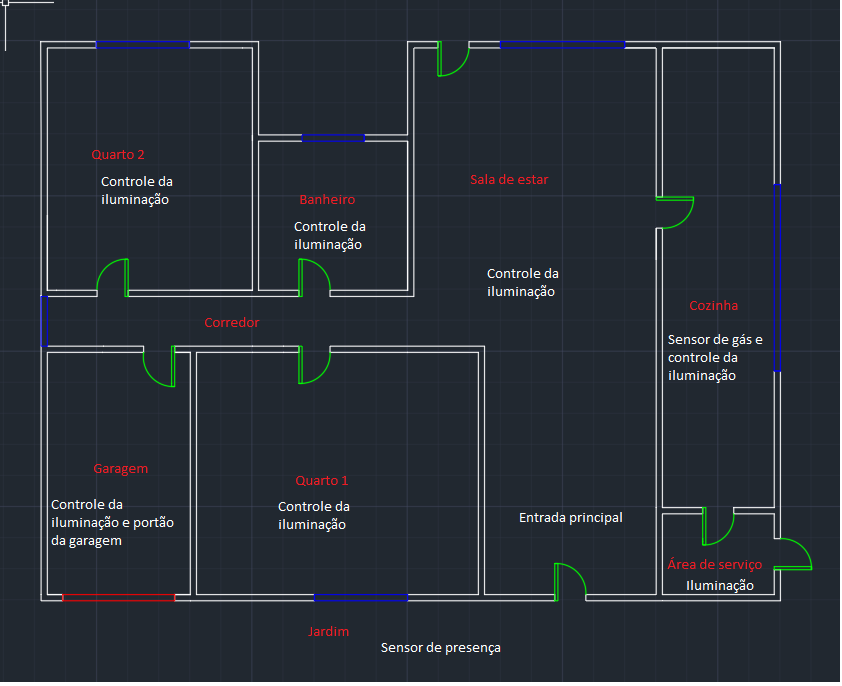 Quarto 2
Controle da
iluminação
Banheiro
Controle da
iluminação
Sala de estar
Controle da
iluminação
Cozinha
Sensor de gás e
controle da
iluminação
Corredor
Garagem
Controle da
iluminação e portão
da garagem
Quarto 1
Controle da
iluminação
Entrada principal
Área de serviço
Iluminação
Jardim
Sensor de presença